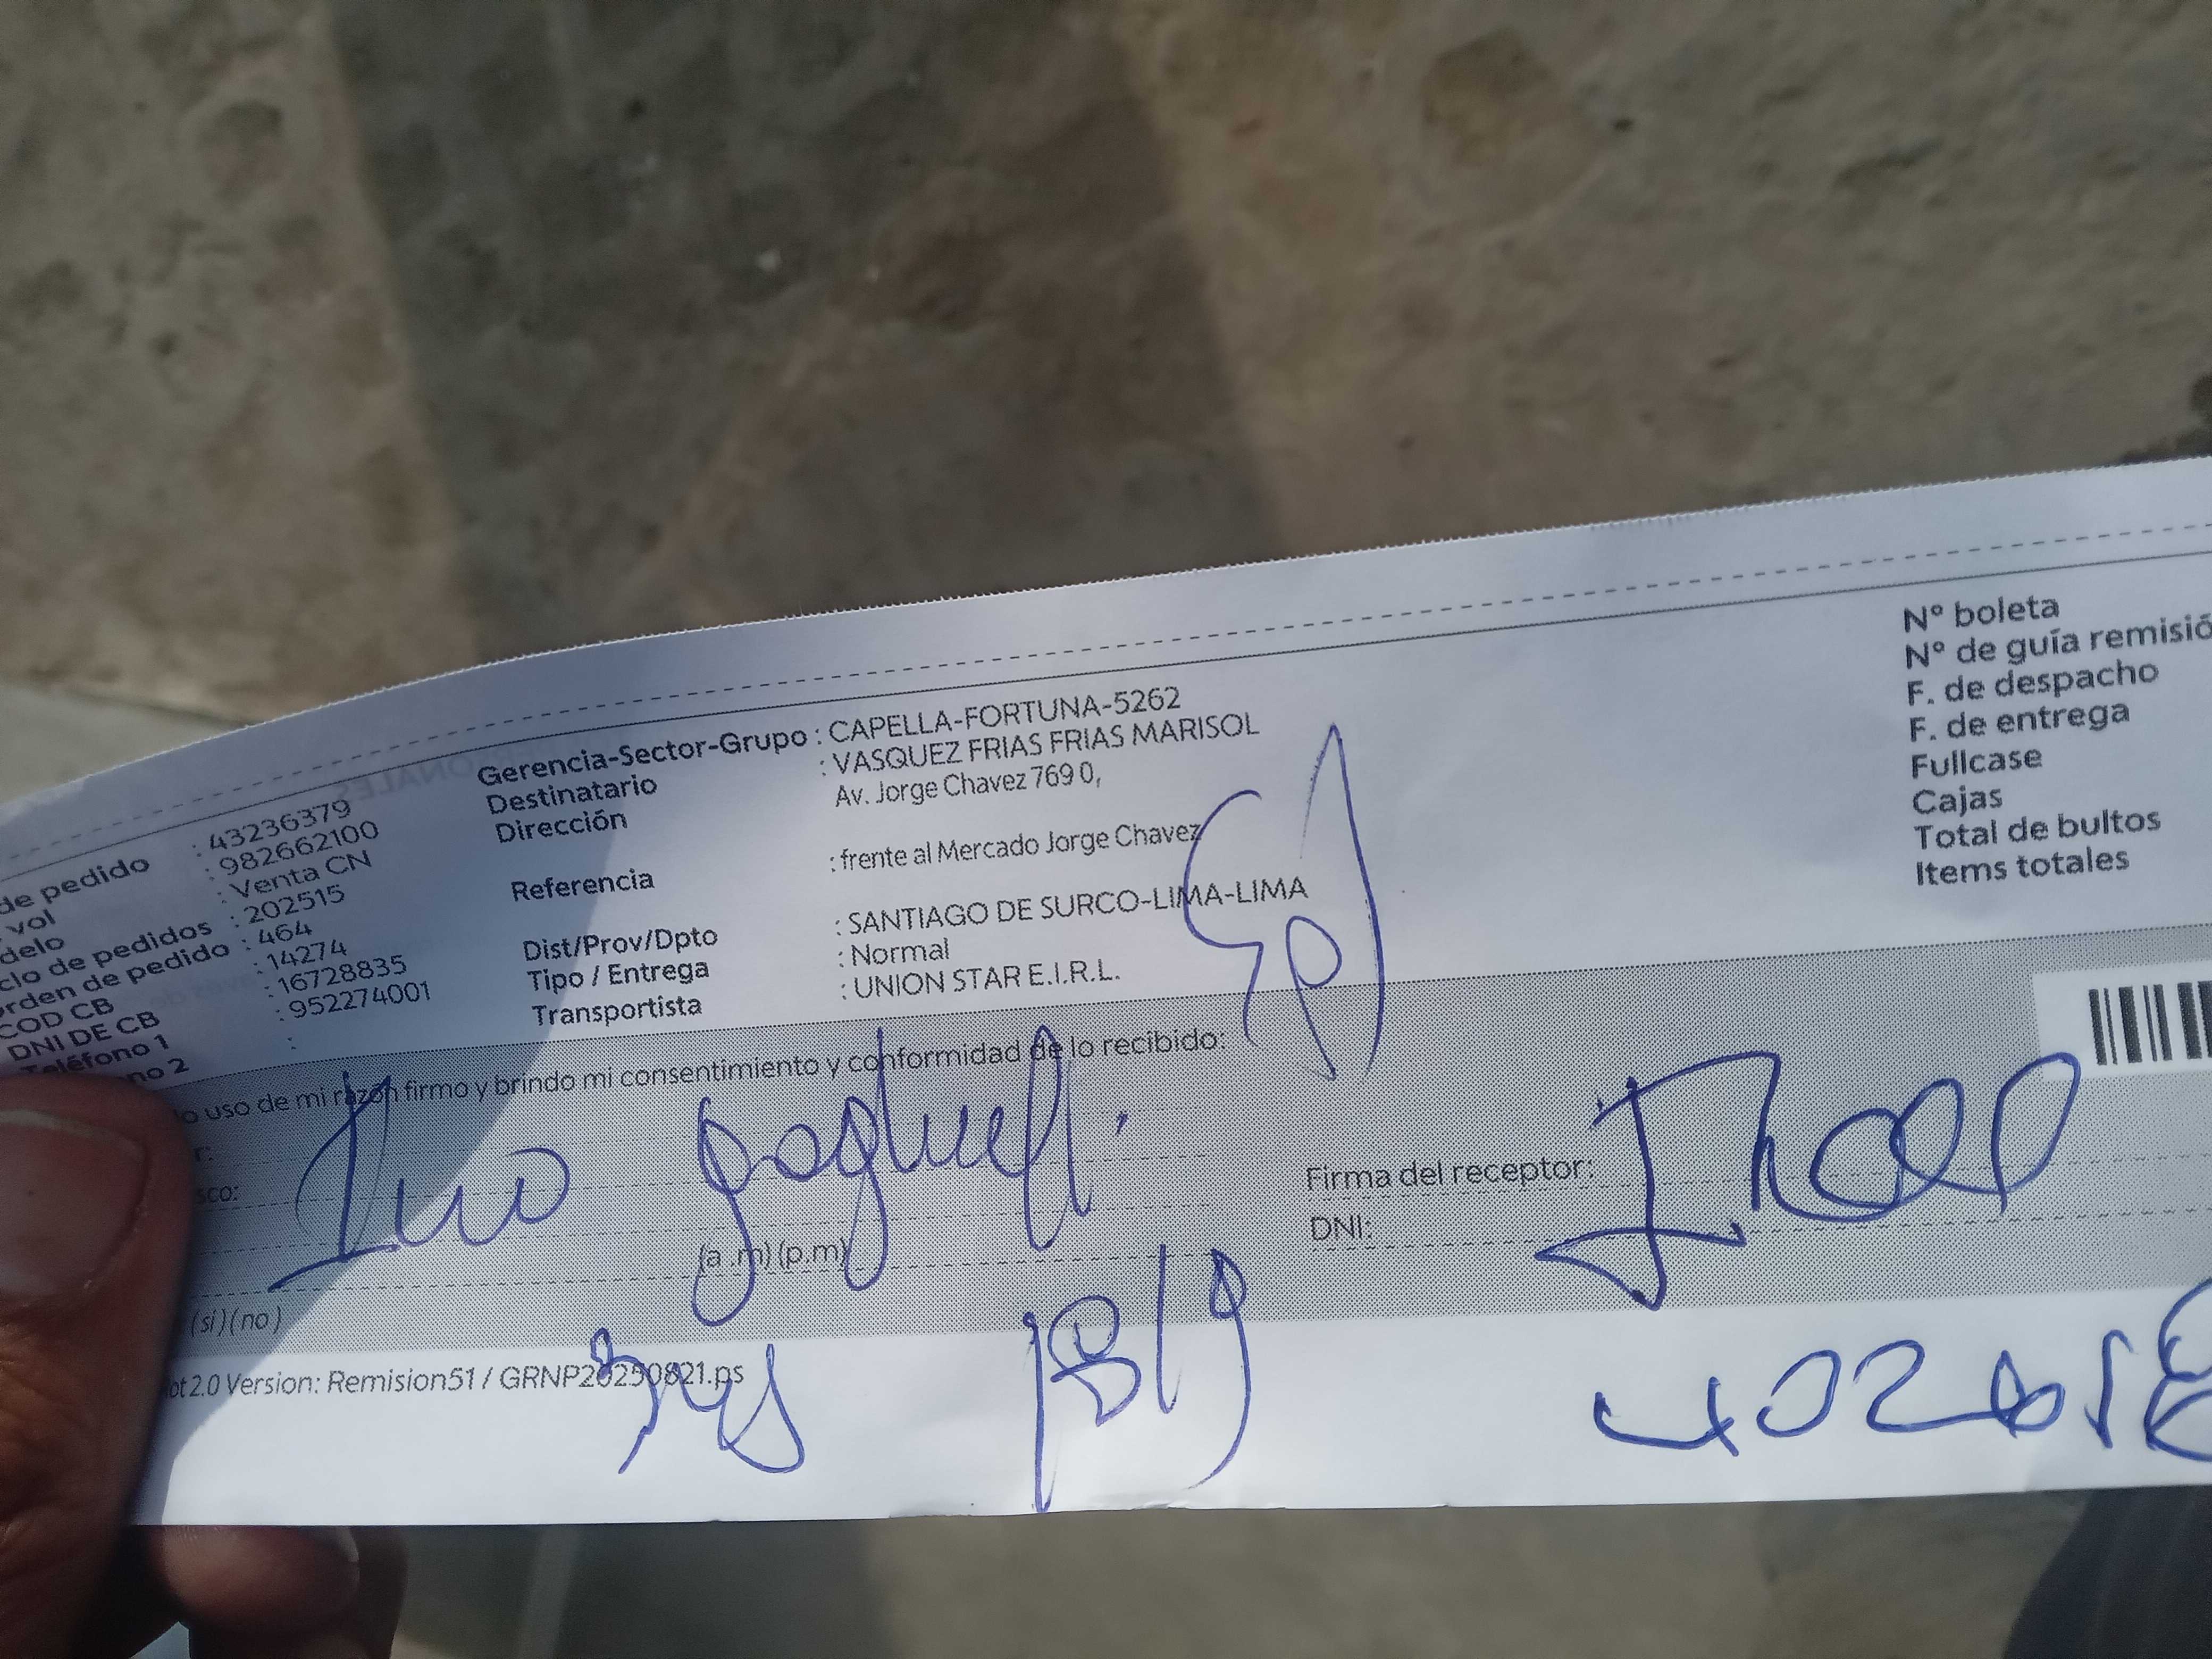 de pedido : 43236379
vol : 982662100
delo : Venta CN
clo de pedidos : 202515
rden de pedido : 464
COD CB : 14274
DNI DE CB : 16728835
Teléfono 1 : 952274001
no 2 :
Gerencia-Sector-Grupo : CAPELLA-FORTUNA-5262
Destinatario : VASQUEZ FRIAS FRIAS MARISOL
Dirección Av. Jorge Chavez 769 0,
Referencia : frente al Mercado Jorge Chavez
Dist/Prov/Dpto : SANTIAGO DE SURCO-LIMA-LIMA
Tipo / Entrega : Normal
Transportista : UNION STAR E.I.R.L.
N° boleta
N° de guía remisió
F. de despacho
F. de entrega
Fullcase
Cajas
Total de bultos
Items totales
o uso de mi razón firmo y brindo mi consentimiento y conformidad de lo recibido:
r:
sco:
(a .m) (p.m)
Firma del receptor:
DNI:
(si) (no)
ot 2.0 Version: Remision51 / GRNP20250821.ps